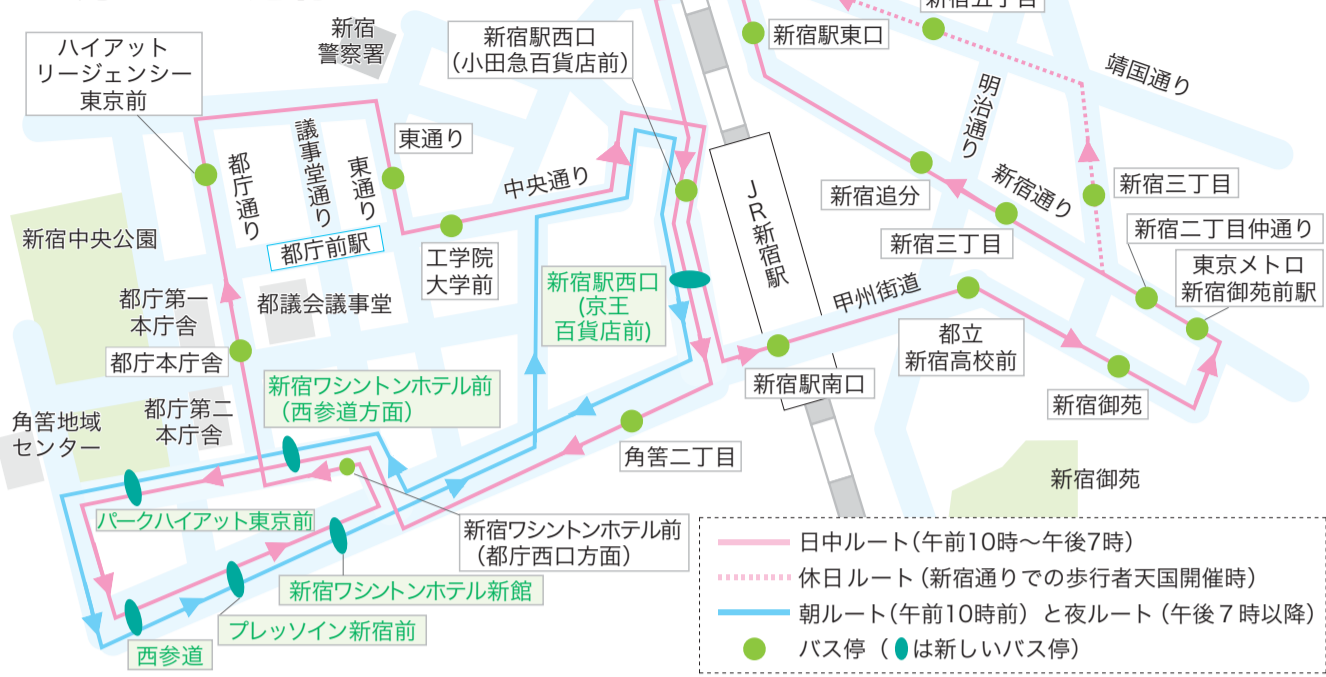 新宿五丁目
ハイアット
リージェンシー
東京前
新宿
警察署
新宿駅西口
（小田急百貨店前）
新宿駅東口
靖国通り
明治通り
東通り
議事堂通り
都庁通り
東通り
中央通り
JR新宿駅
新宿追分
新宿通り
新宿三丁目
新宿三丁目
新宿二丁目仲通り
東京メトロ
新宿御苑前駅
新宿中央公園
都庁前駅
工学院
大学前
新宿駅西口
(京王
百貨店前)
甲州街道
都庁第一
本庁舎
都議会議事堂
都庁本庁舎
都立
新宿高校前
新宿駅南口
新宿御苑
新宿ワシントンホテル前
（西参道方面）
角筈地域
センター
都庁第二
本庁舎
角筈二丁目
新宿御苑
パークハイアット東京前
新宿ワシントンホテル前
（都庁西口方面）
新宿ワシントンホテル新館
プレッソイン新宿前
西参道
日中ルート（午前10時～午後7時）
休日ルート（新宿通りでの歩行者天国開催時）
朝ルート（午前10時前）と夜ルート（午後７時以降）
バス停（ は新しいバス停）